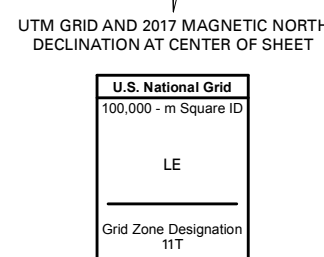 UTM GRID AND 2017 MAGNETIC NORTH
DECLINATION AT CENTER OF SHEET
U.S. National Grid
100,000 - m Square ID
LE
Grid Zone Designation
11T